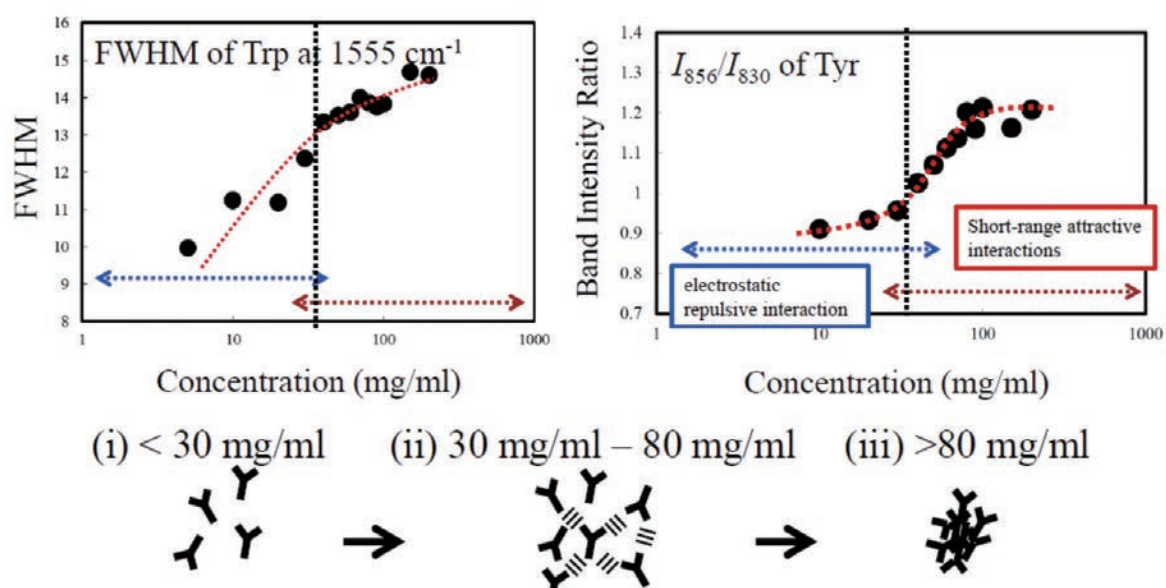 FWHM of Trp at 1555 cm⁻¹
FWHM
16
15
14
13
12
11
10
9
8
1
10
100
1000
Concentration (mg/ml)
I₈₅₆/I₈₃₀ of Tyr
Band Intensity Ratio
1.4
1.3
1.2
1.1
1
0.9
0.8
0.7
Short-range attractive
interactions
electrostatic
repulsive interaction
1
10
100
1000
Concentration (mg/ml)
(i) < 30 mg/ml
(ii) 30 mg/ml – 80 mg/ml
(iii) >80 mg/ml